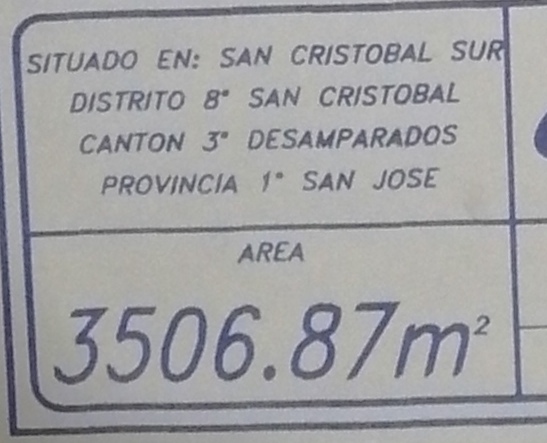 SITUADO EN: SAN CRISTOBAL SUR
DISTRITO 8° SAN CRISTOBAL
CANTON 3° DESAMPARADOS
PROVINCIA 1° SAN JOSE
AREA
3506.87m²